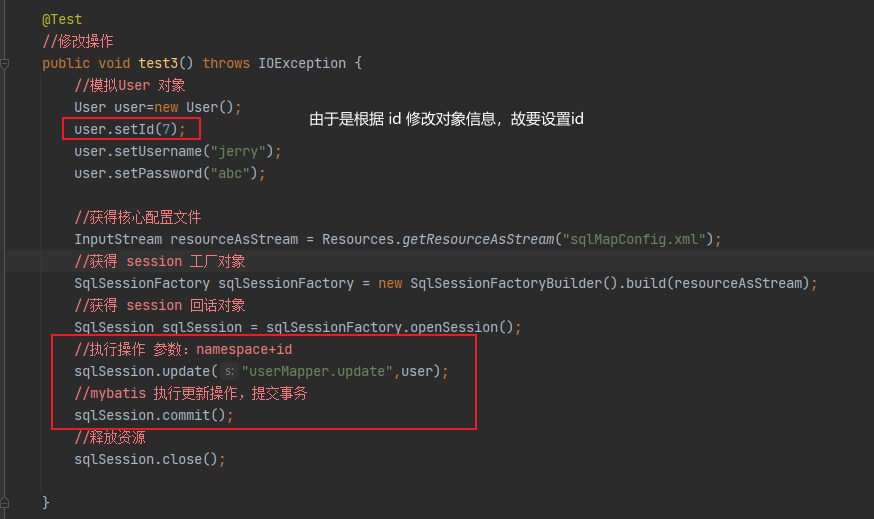 @Test
//修改操作
public void test3() throws IOException {
//模拟User 对象
User user=new User();
user.setId(7);
由于是根据 id 修改对象信息，故要设置id
user.setUsername("jerry");
user.setPassword("abc");
//获得核心配置文件
InputStream resourceAsStream = Resources.getResourceAsStream("sqlMapConfig.xml");
//获得 session 工厂对象
SqlSessionFactory sqlSessionFactory = new SqlSessionFactoryBuilder().build(resourceAsStream);
//获得 session 回话对象
SqlSession sqlSession = sqlSessionFactory.openSession();
//执行操作 参数：namespace+id
sqlSession.update( s: "userMapper.update",user);
//mybatis 执行更新操作，提交事务
sqlSession.commit();
//释放资源
sqlSession.close();
}